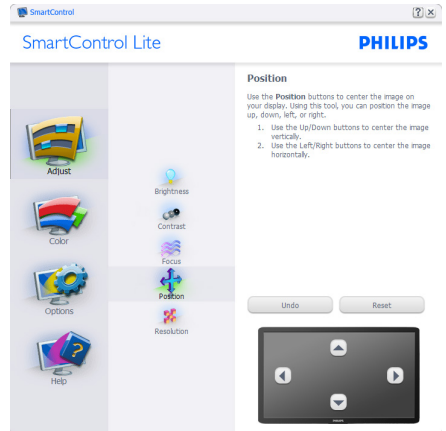 SmartControl
SmartControl Lite
PHILIPS
Adjust
Color
Options
Help
Brightness
Contrast
Focus
Position
Resolution
Position
Use the Position buttons to center the image on
your display. Using this tool, you can position the image
up, down, left, or right.
1. Use the Up/Down buttons to center the image
vertically.
2. Use the Left/Right buttons to center the image
horizontally.
Undo
Reset
PHILIPS